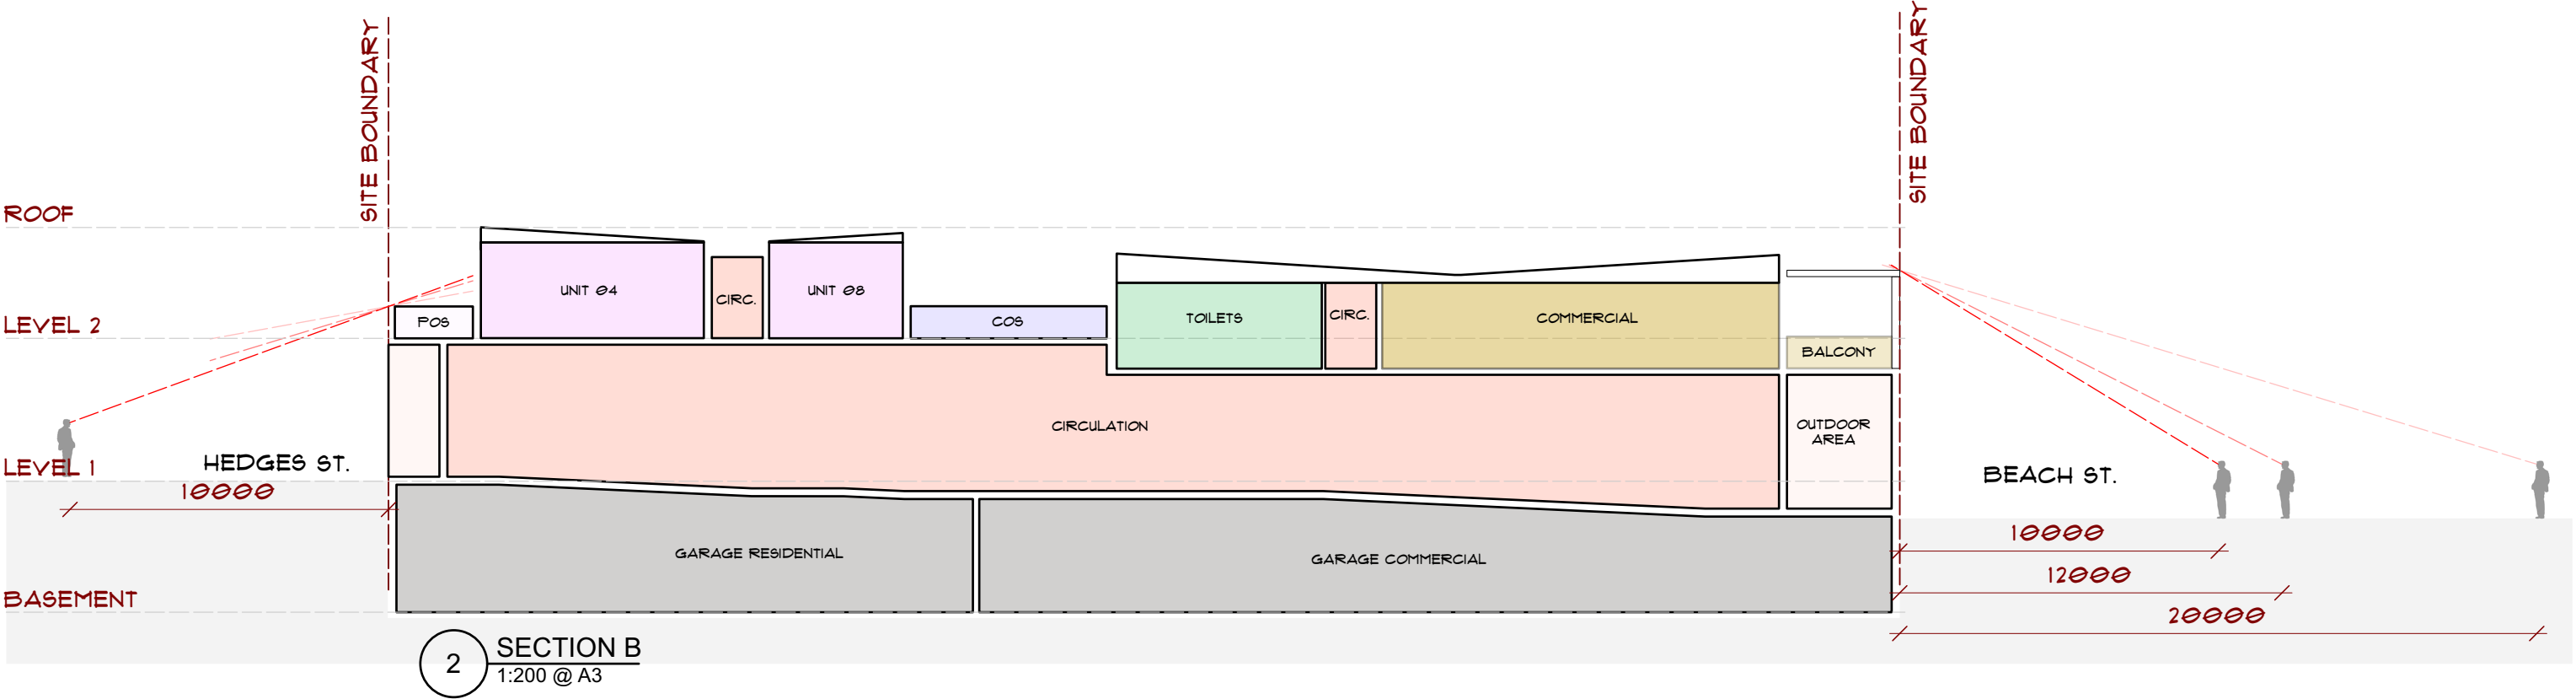 SITE BOUNDARY
SITE BOUNDARY
ROOF
UNIT 04
CIRC.
UNIT 08
POS
COS
TOILETS
CIRC.
COMMERCIAL
LEVEL 2
BALCONY
CIRCULATION
OUTDOOR
AREA
LEVEL 1
HEDGES ST.
BEACH ST.
10000
10000
GARAGE RESIDENTIAL
GARAGE COMMERCIAL
12000
BASEMENT
20000
2
SECTION B
1:200 @ A3